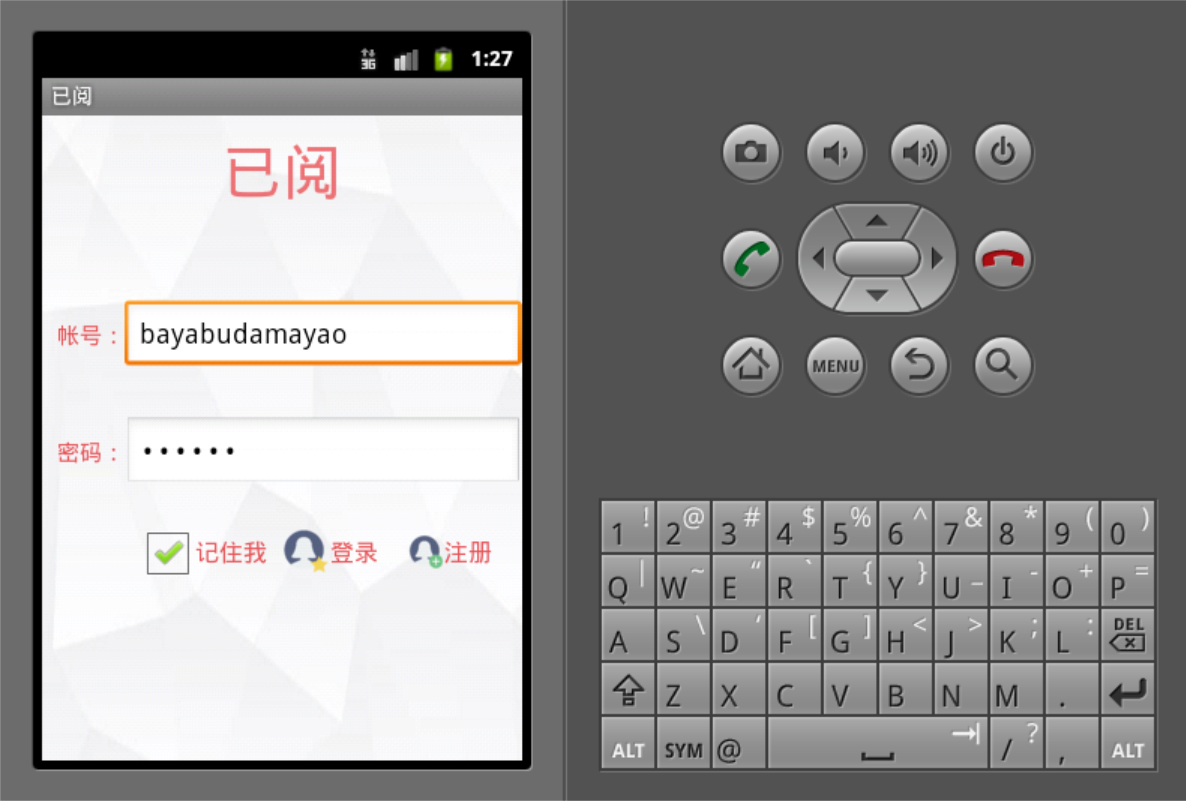 3G 1:27
已阅
已阅
帐号：
bayabudamayao
密码：
••••••
记住我 登录 注册
MENU
1 ! 2 @ 3 # 4 $ 5 % 6 ^ 7 & 8 * 9 ( 0 )
Q | W ~ E “ R ` T { Y } U _ I - O + P =
A S \ D ‘ F [ G ] H < J > K ; L : DEL
Z X C V B N M .
ALT SYM @ / ? , ALT